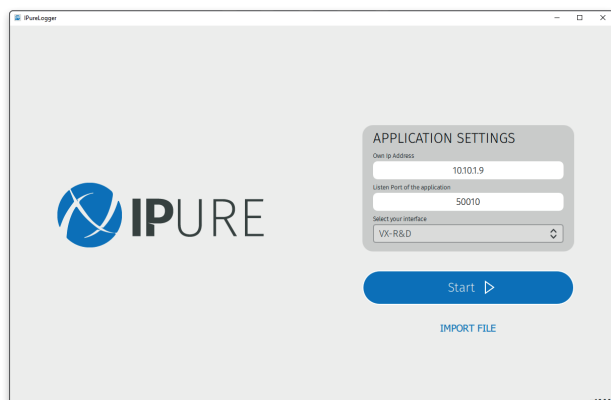 IPureLogger
IPURE
APPLICATION SETTINGS
Own Ip Address
10.10.1.9
Listen Port of the application
50010
Select your interface
VX-R&D
Start
IMPORT FILE